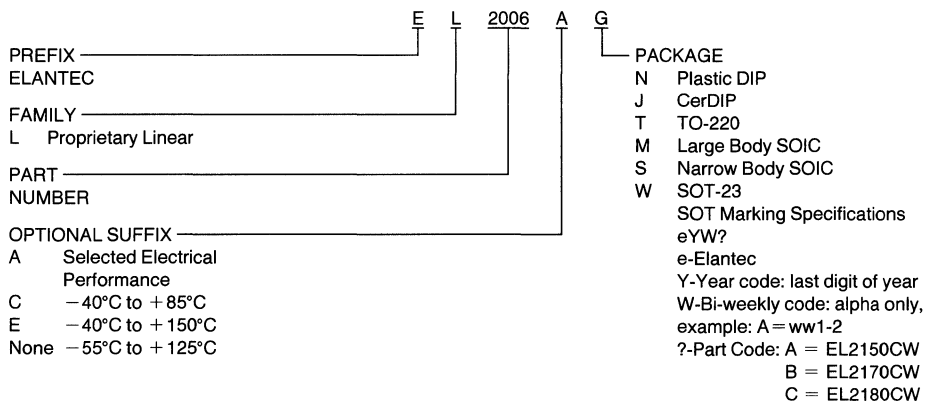 E L 2006 A G
PREFIX
ELANTEC
FAMILY
L Proprietary Linear
PART
NUMBER
OPTIONAL SUFFIX
A Selected Electrical
Performance
C −40°C to +85°C
E −40°C to +150°C
None −55°C to +125°C
PACKAGE
N Plastic DIP
J CerDIP
T TO-220
M Large Body SOIC
S Narrow Body SOIC
W SOT-23
SOT Marking Specifications
eYW?
e-Elantec
Y-Year code: last digit of year
W-Bi-weekly code: alpha only,
example: A=ww1-2
?-Part Code: A = EL2150CW
B = EL2170CW
C = EL2180CW